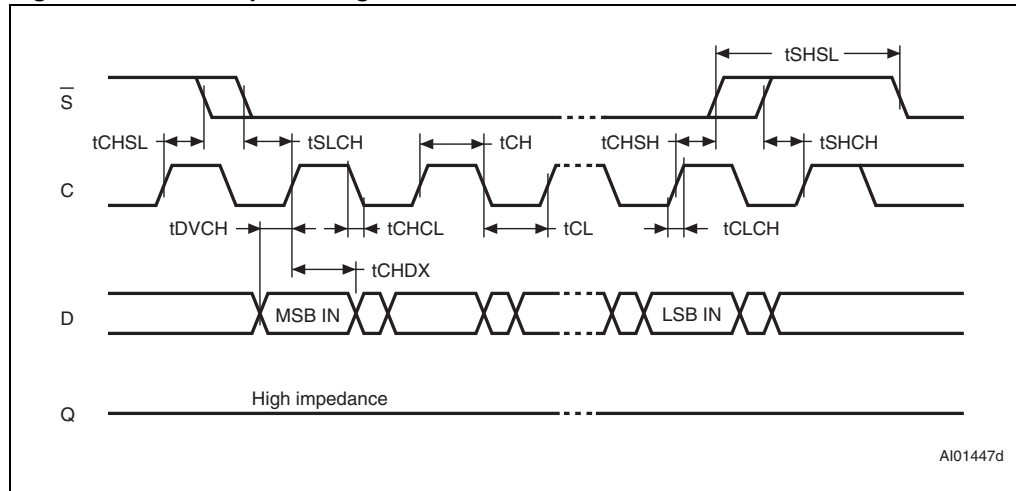 tSHSL
S
tCHSL
tSLCH
tCH
tCHSH
tSHCH
C
tDVCH
tCHCL
tCL
tCLCH
tCHDX
D
MSB IN
LSB IN
High impedance
Q
AI01447d